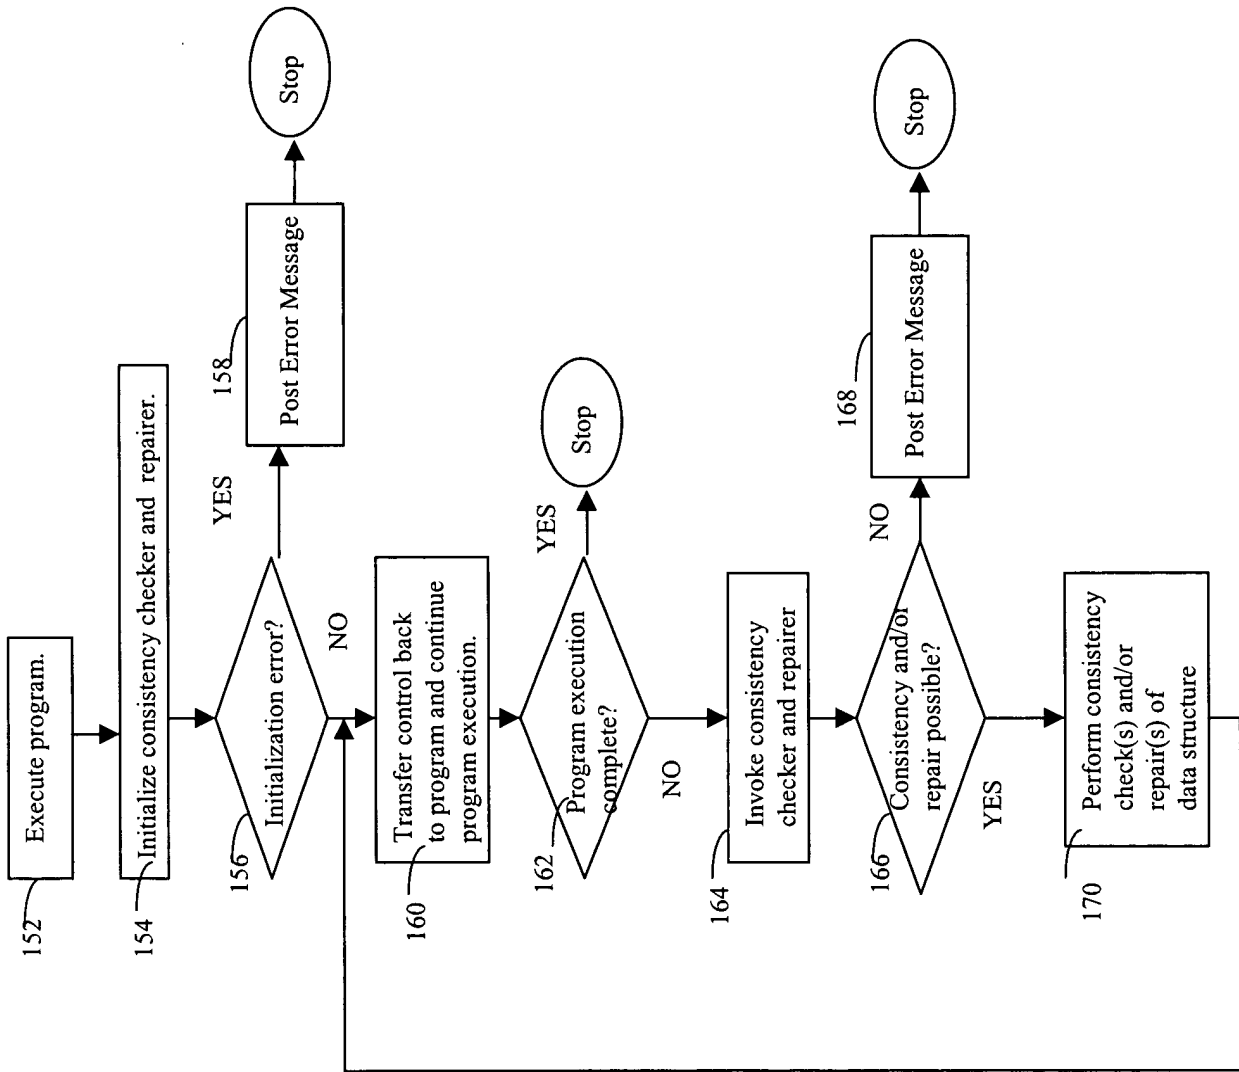 152
Execute program.
154
Initialize consistency checker and repairer.
156
Initialization error?
YES
158
Post Error Message
Stop
NO
160
Transfer control back
to program and continue
program execution.
162
Program execution
complete?
YES
Stop
NO
164
Invoke consistency
checker and repairer
166
Consistency and/or
repair possible?
NO
168
Post Error Message
Stop
YES
170
Perform consistency
check(s) and/or
repair(s) of
data structure